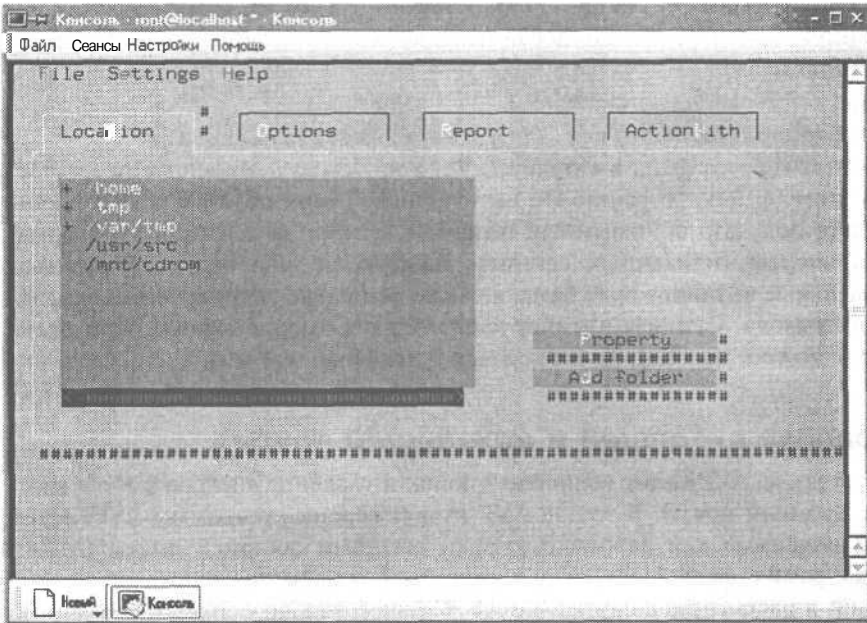 Консоль - root@localhost: ~ - Консоль
Файл Сеансы Настройки Помощь
File Settings Help
Location
Options
Report
Action ith
+ /home
+ /tmp
+ /var/tmp
/usr/src
/mnt/cdrom
Property
Add folder
Новый
Консоль